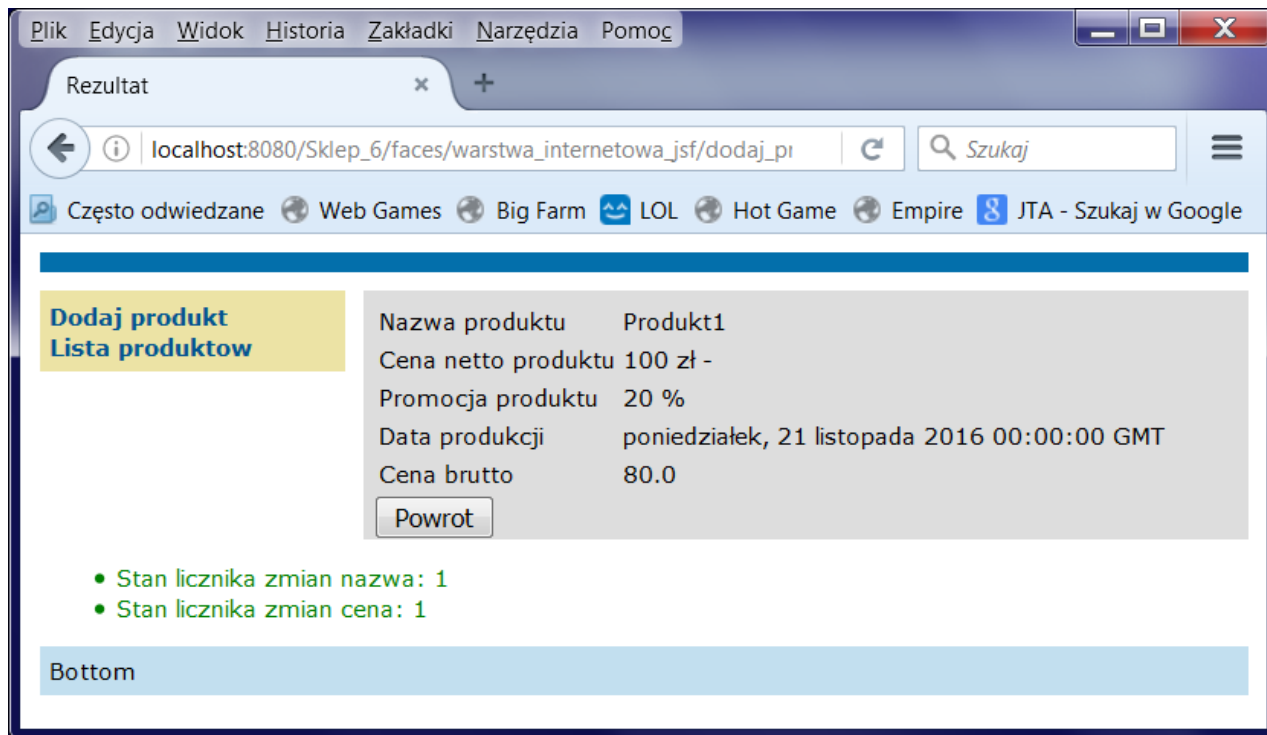 Plik Edycja Widok Historia Zakładki Narzędzia Pomoc
Rezultat
localhost:8080/Sklep_6/faces/warstwa_internetowa_jsf/dodaj_pr
Szukaj
Często odwiedzane Web Games Big Farm LOL Hot Game Empire 8 JTA - Szukaj w Google
Dodaj produkt
Lista produktow
Nazwa produktu Produkt1
Cena netto produktu 100 zł -
Promocja produktu 20 %
Data produkcji poniedziałek, 21 listopada 2016 00:00:00 GMT
Cena brutto 80.0
Powrot
• Stan licznika zmian nazwa: 1
• Stan licznika zmian cena: 1
Bottom